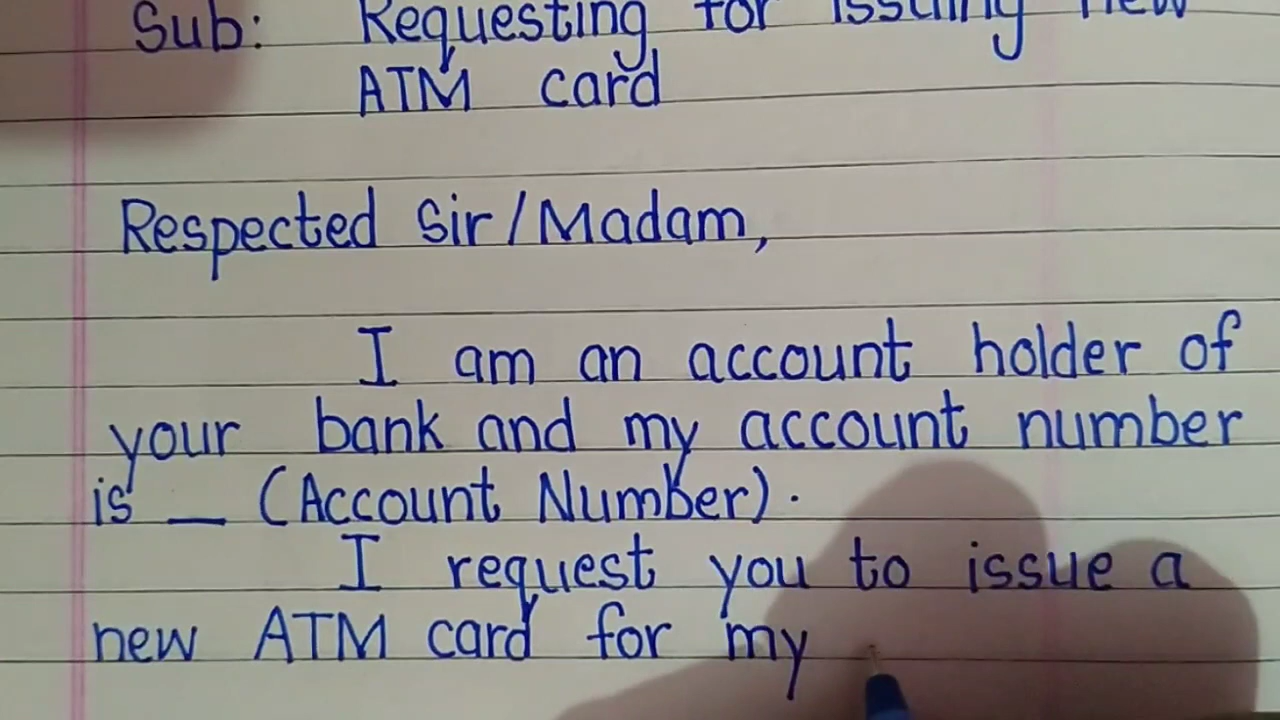 Sub: Requesting for issuing new
ATM card
Respected Sir/Madam,
I am an account holder of
your bank and my account number
is __ (Account Number).
I request you to issue a
new ATM card for my